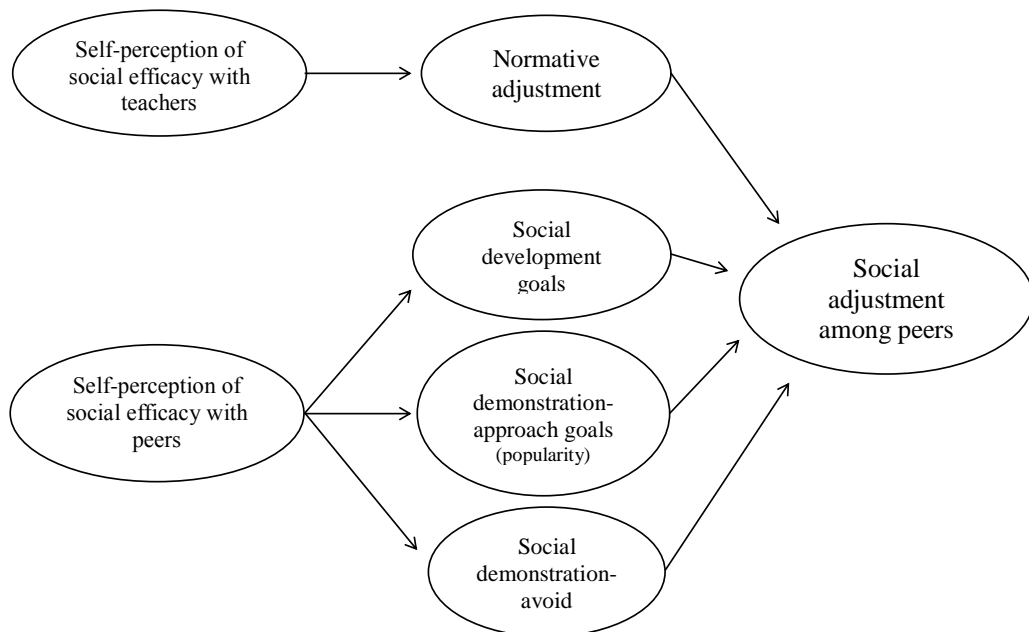 Self-perception of
social efficacy with
teachers
Normative
adjustment
Social
development
goals
Social
adjustment
among peers
Self-perception of
social efficacy with
peers
Social
demonstration-
approach goals
(popularity)
Social
demonstration-
avoid